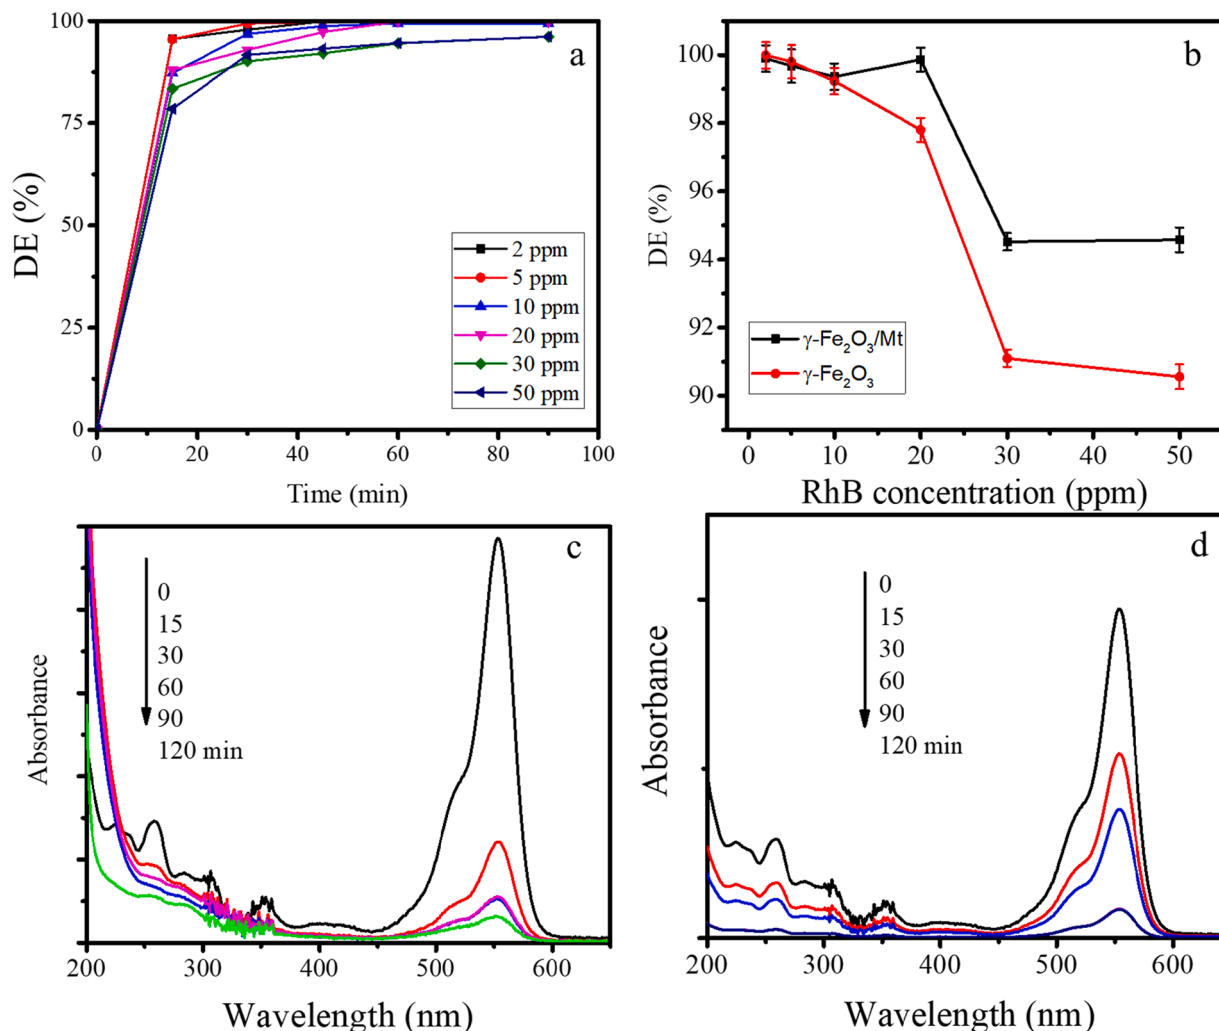 a
DE (%)
100
75
50
25
0
2 ppm
5 ppm
10 ppm
20 ppm
30 ppm
50 ppm
0 20 40 60 80 100
Time (min)
b
DE (%)
100
98
96
94
92
90
γ-Fe₂O₃/Mt
γ-Fe₂O₃
0 10 20 30 40 50
RhB concentration (ppm)
c
Absorbance
0
15
30
60
90
120 min
200 300 400 500 600
Wavelength (nm)
d
Absorbance
0
15
30
60
90
120 min
200 300 400 500 600
Wavelength (nm)